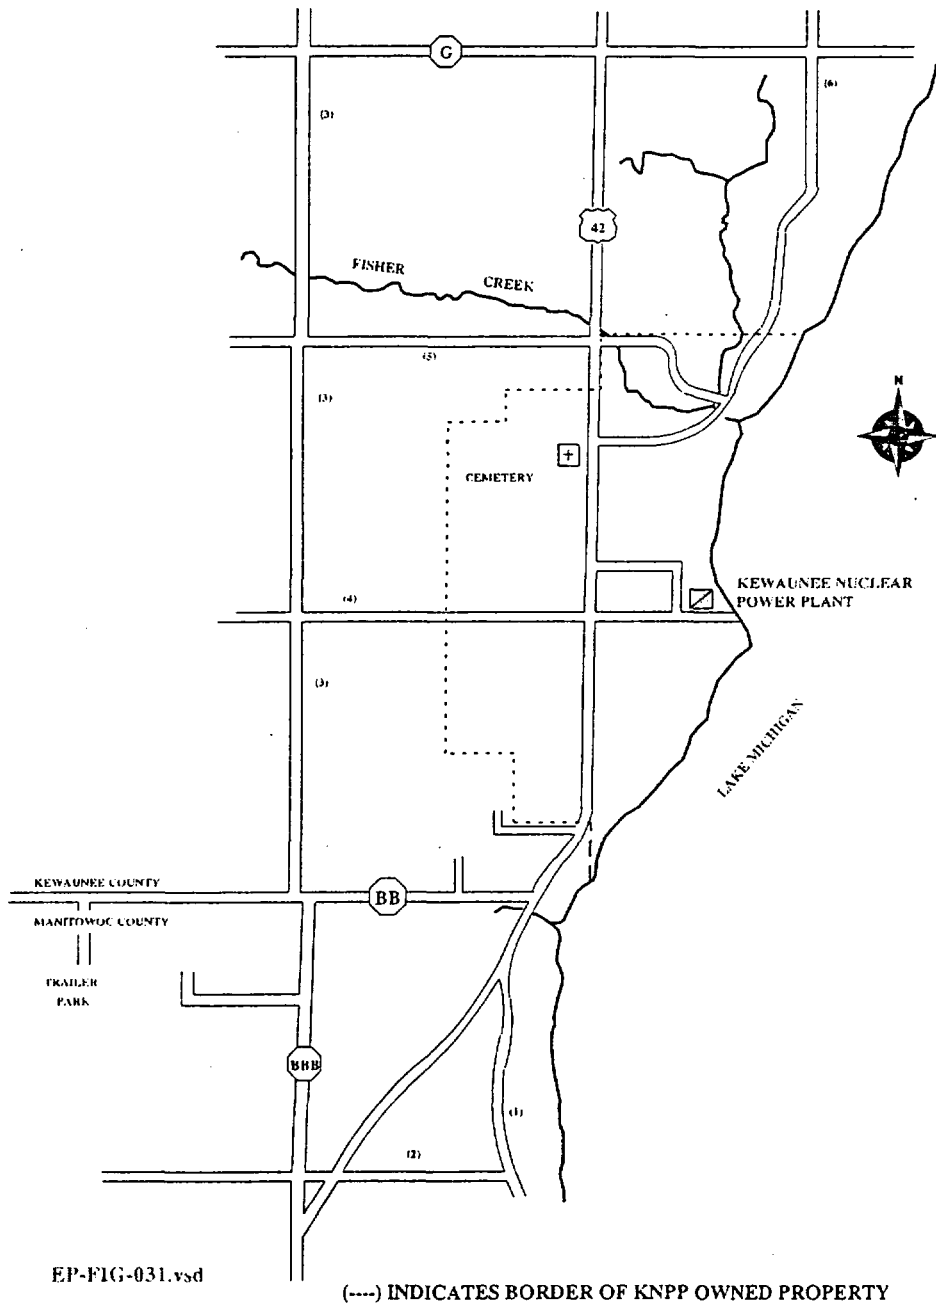 G
(6)
(3)
42
FISHER
CREEK
(5)
(3)
N
CEMETERY
KEWAUNEE NUCLEAR
POWER PLANT
(4)
(3)
LAKE MICHIGAN
KEWAUNEE COUNTY
BB
MANITOWOC COUNTY
TRAILER
PARK
BBB
(1)
(2)
EP-FIG-031.vsd
(----) INDICATES BORDER OF KNPP OWNED PROPERTY